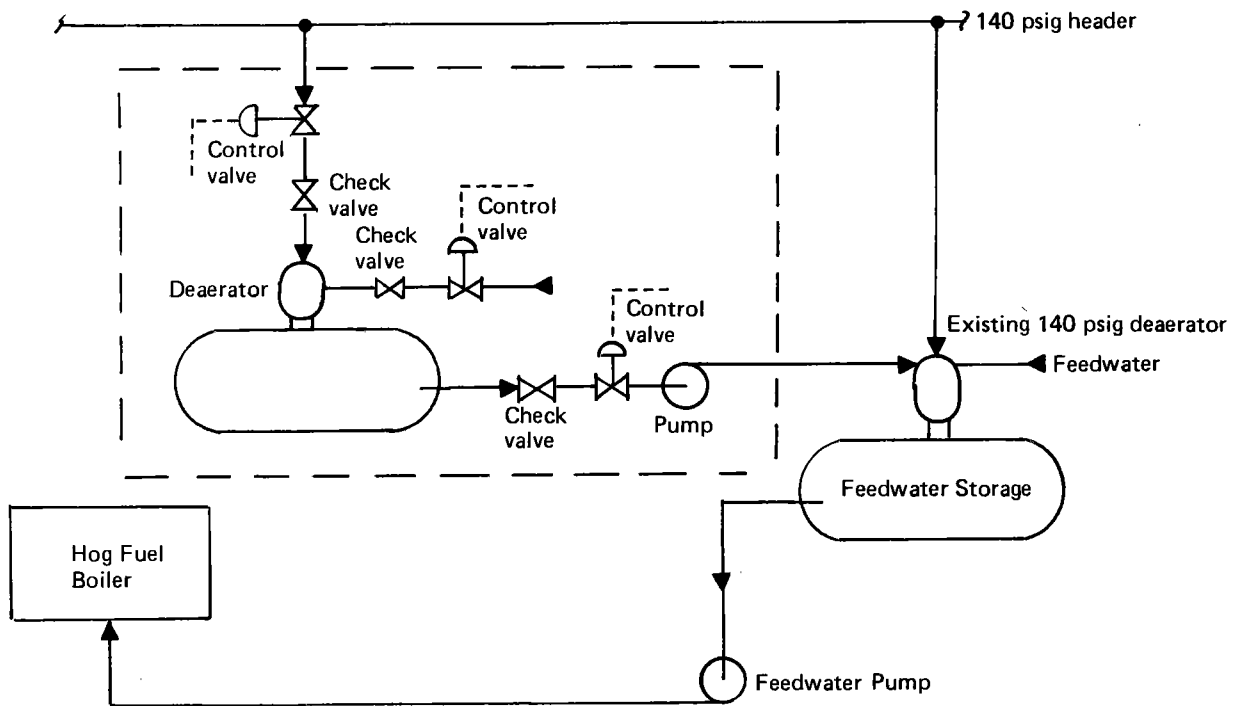 140 psig header
Control
valve
Check
valve
Control
valve
Check
valve
Deaerator
Control
valve
Existing 140 psig deaerator
Feedwater
Check
valve
Pump
Feedwater Storage
Hog Fuel
Boiler
Feedwater Pump